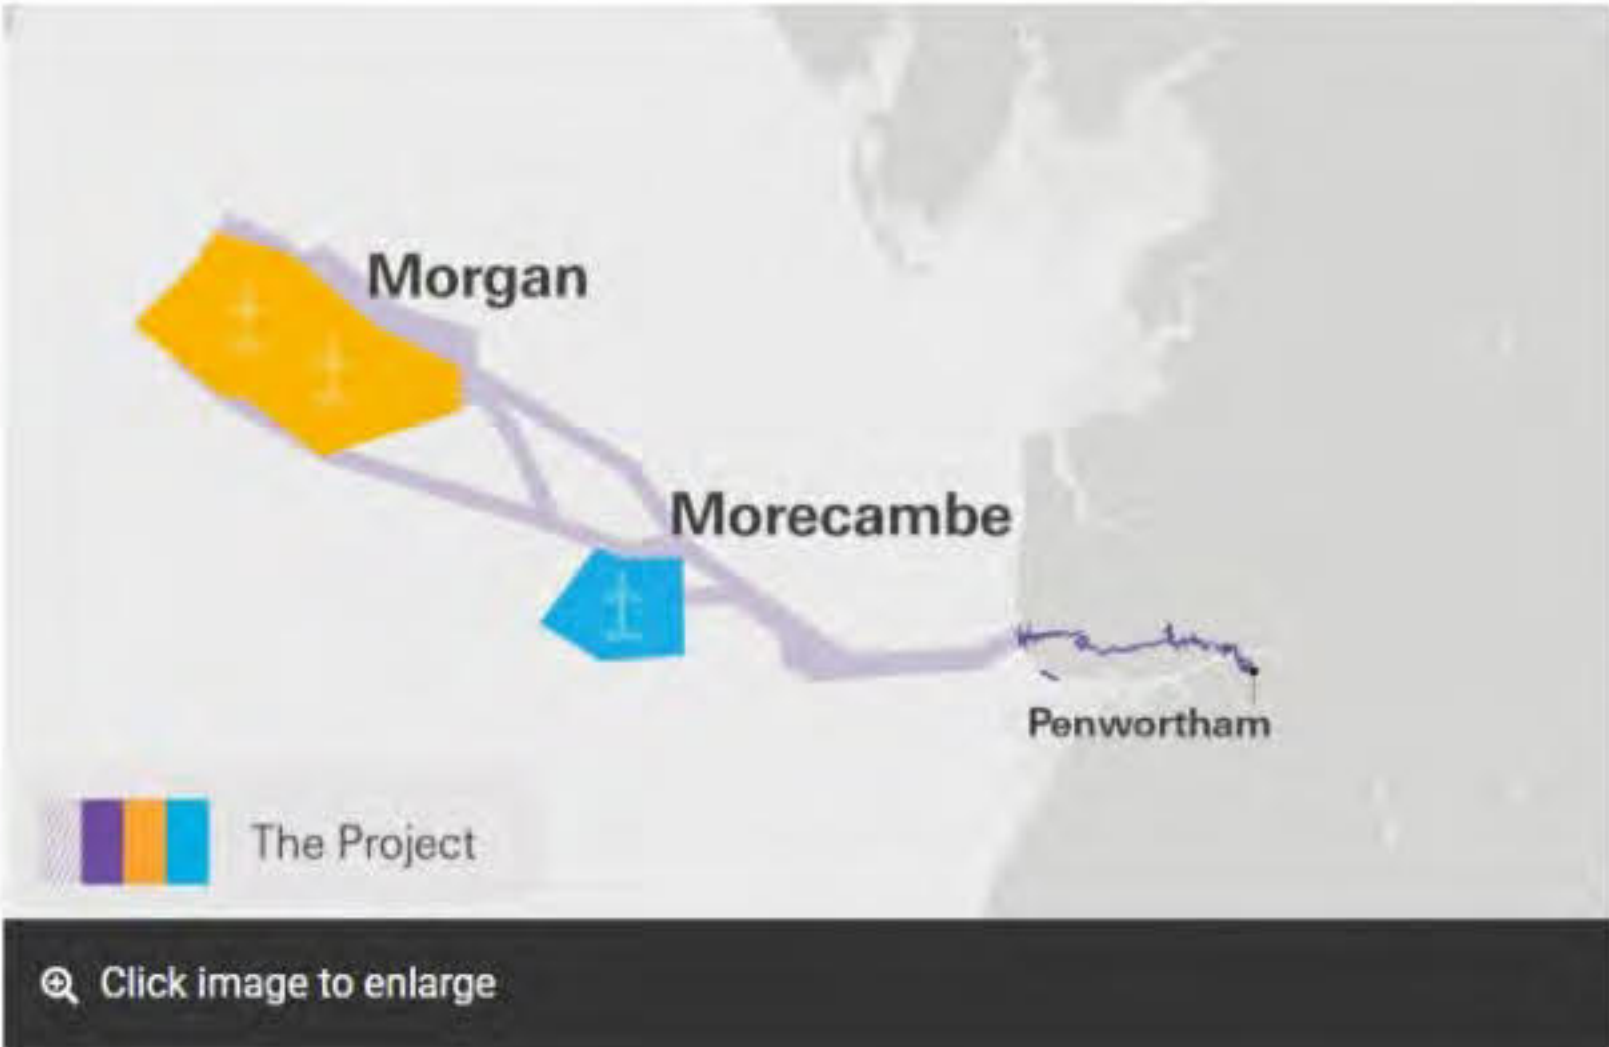 Morgan
Morecambe
Penwortham
The Project
Click image to enlarge